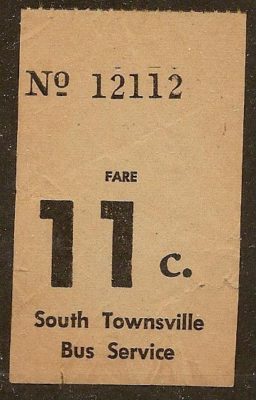 Nº 12112
FARE
11 c.
South Townsville
Bus Service